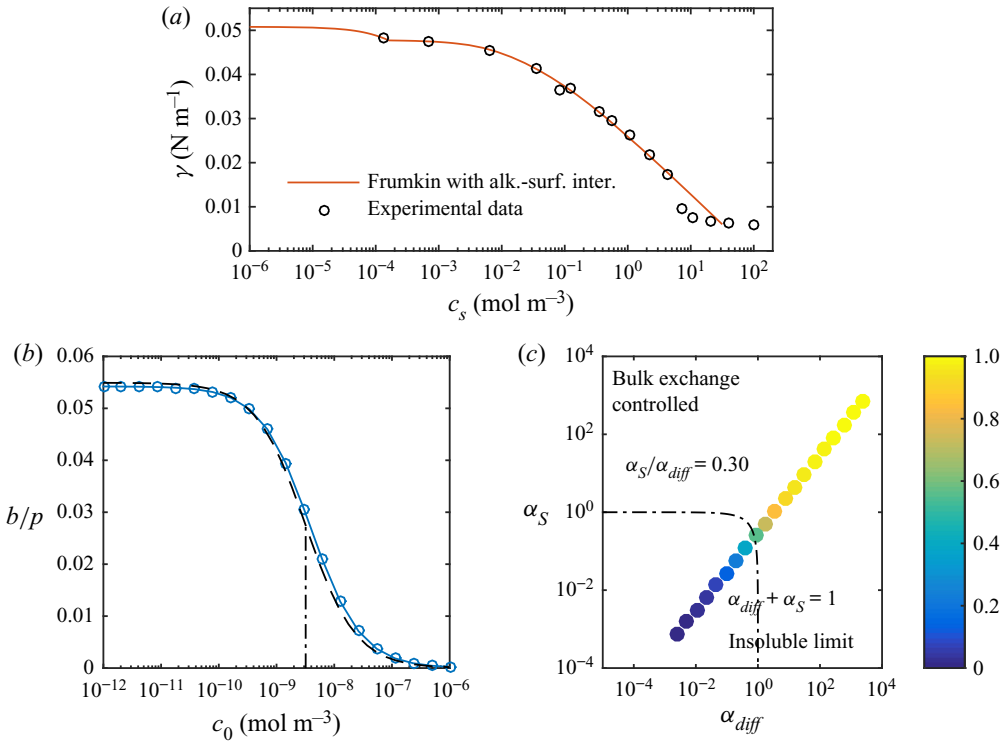 (a)
0.05
0.04
0.03
0.02
0.01
0
γ (N m⁻¹)
Frumkin with alk.-surf. inter.
Experimental data
10⁻⁶ 10⁻⁵ 10⁻⁴ 10⁻³ 10⁻² 10⁻¹ 10⁰ 10¹ 10²
c_s (mol m⁻³)
(b)
0.06
0.05
0.04
0.03
0.02
0.01
0
b/p
10⁻¹² 10⁻¹¹ 10⁻¹⁰ 10⁻⁹ 10⁻⁸ 10⁻⁷ 10⁻⁶
c₀ (mol m⁻³)
(c)
10⁴
10²
10⁰
10⁻²
10⁻⁴
α_S
Bulk exchange
controlled
α_S/α_diff = 0.30
α_diff + α_S = 1
Insoluble limit
10⁻⁴ 10⁻² 10⁰ 10² 10⁴
α_diff
1.0
0.8
0.6
0.4
0.2
0